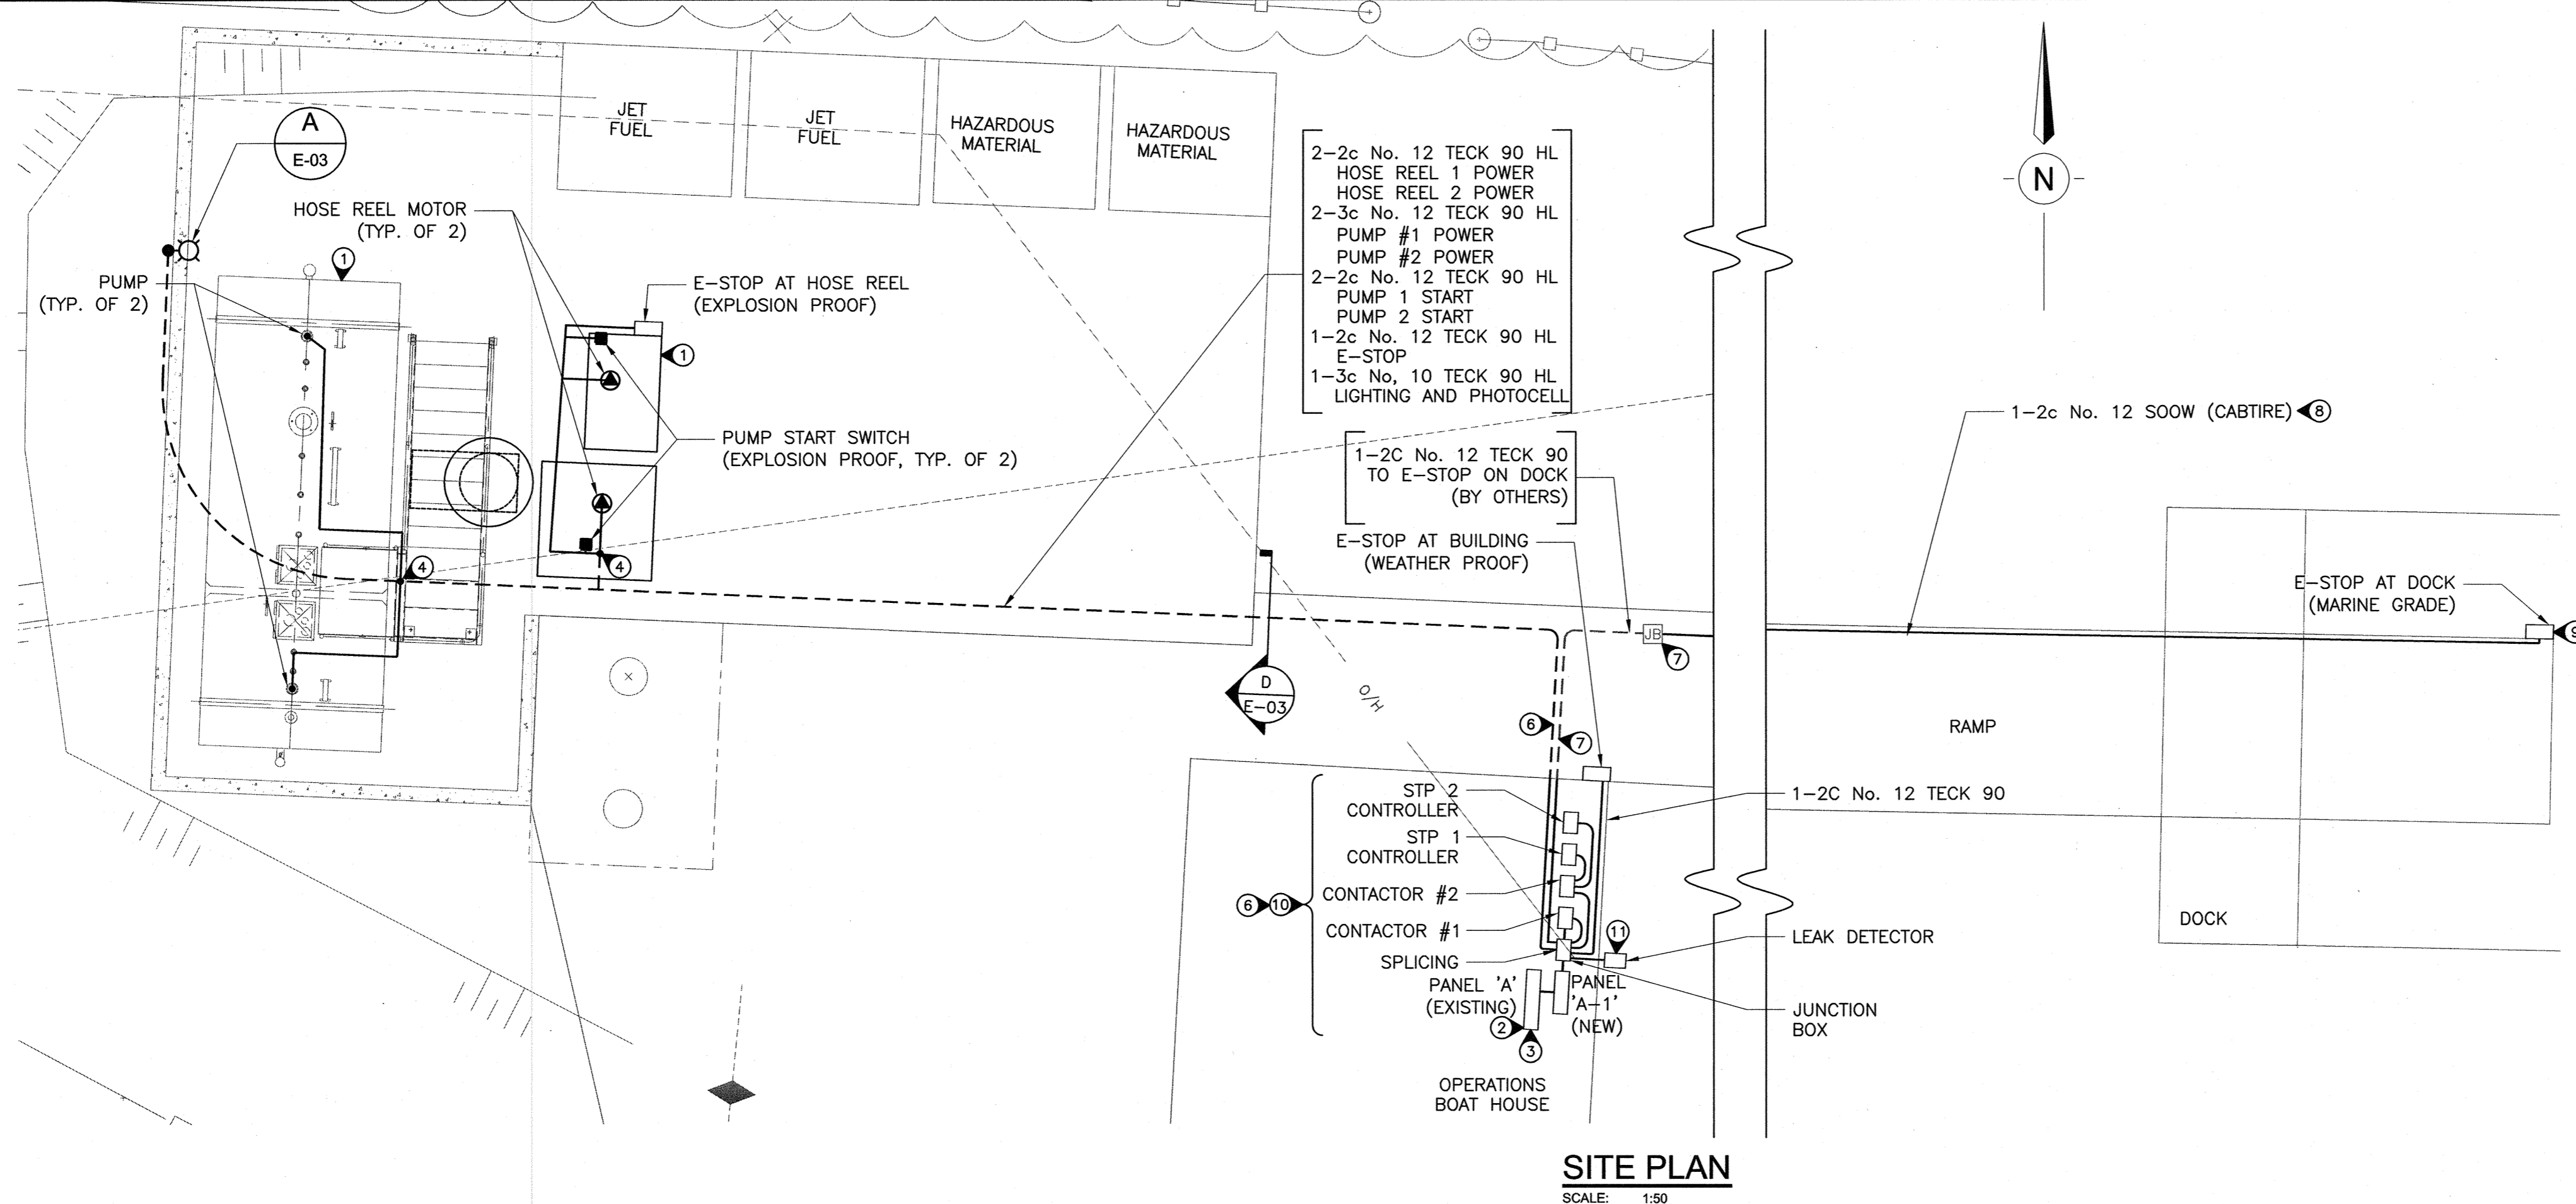 JET
FUEL
JET
FUEL
HAZARDOUS
MATERIAL
HAZARDOUS
MATERIAL
A
E-03
HOSE REEL MOTOR
(TYP. OF 2)
1
PUMP
(TYP. OF 2)
E-STOP AT HOSE REEL
(EXPLOSION PROOF)
1
PUMP START SWITCH
(EXPLOSION PROOF, TYP. OF 2)
4
4
2-2c No. 12 TECK 90 HL
HOSE REEL 1 POWER
HOSE REEL 2 POWER
2-3c No. 12 TECK 90 HL
PUMP #1 POWER
PUMP #2 POWER
2-2c No. 12 TECK 90 HL
PUMP 1 START
PUMP 2 START
1-2c No. 12 TECK 90 HL
E-STOP
1-3c No, 10 TECK 90 HL
LIGHTING AND PHOTOCELL
1-2C No. 12 TECK 90
TO E-STOP ON DOCK
(BY OTHERS)
E-STOP AT BUILDING
(WEATHER PROOF)
N
1-2c No. 12 SOOW (CABTIRE)
8
E-STOP AT DOCK
(MARINE GRADE)
9
JB
7
D
E-03
O/H
6
7
RAMP
STP 2
CONTROLLER
1-2C No. 12 TECK 90
STP 1
CONTROLLER
CONTACTOR #2
6
10
CONTACTOR #1
11
DOCK
LEAK DETECTOR
SPLICING
PANEL 'A'
(EXISTING)
PANEL
'A-1'
(NEW)
2
3
JUNCTION
BOX
OPERATIONS
BOAT HOUSE
SITE PLAN
SCALE: 1:50